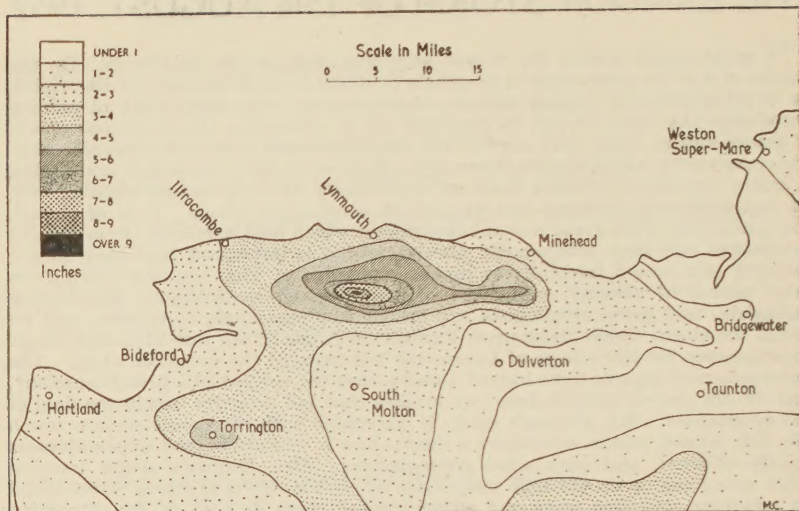 UNDER 1
1-2
2-3
3-4
4-5
5-6
6-7
7-8
8-9
OVER 9
Inches
Scale in Miles
0 5 10 15
Weston
Super-Mare
Ilfracombe
Lynmouth
Minehead
Bridgewater
Bideford
Dulverton
Hartland
South
Molton
Taunton
Torrington
M.C.